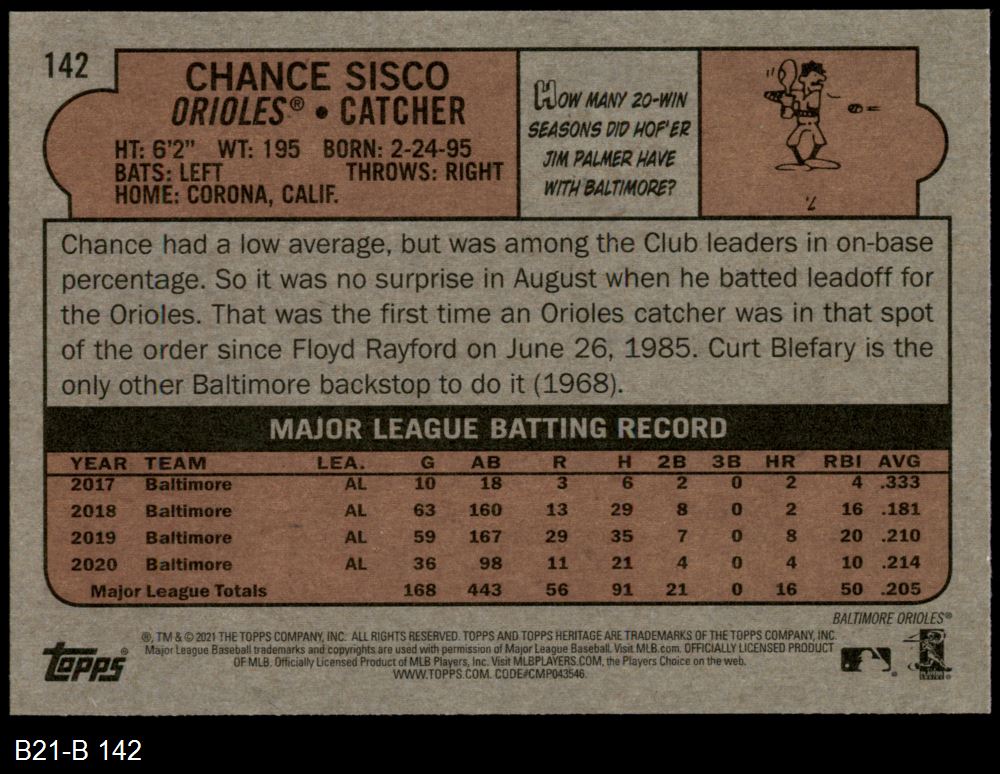 142
CHANCE SISCO
ORIOLES® • CATCHER
HT: 6'2" WT: 195 BORN: 2-24-95
BATS: LEFT THROWS: RIGHT
HOME: CORONA, CALIF.
HOW MANY 20-WIN
SEASONS DID HOF'ER
JIM PALMER HAVE
WITH BALTIMORE?
7.
Chance had a low average, but was among the Club leaders in on-base
percentage. So it was no surprise in August when he batted leadoff for
the Orioles. That was the first time an Orioles catcher was in that spot
of the order since Floyd Rayford on June 26, 1985. Curt Blefary is the
only other Baltimore backstop to do it (1968).
MAJOR LEAGUE BATTING RECORD
YEAR TEAM LEA. G AB R H 2B 3B HR RBI AVG
2017 Baltimore AL 10 18 3 6 2 0 2 4 .333
2018 Baltimore AL 63 160 13 29 8 0 2 16 .181
2019 Baltimore AL 59 167 29 35 7 0 8 20 .210
2020 Baltimore AL 36 98 11 21 4 0 4 10 .214
Major League Totals 168 443 56 91 21 0 16 50 .205
BALTIMORE ORIOLES®
topps®
®, TM & © 2021 THE TOPPS COMPANY, INC. ALL RIGHTS RESERVED. TOPPS AND TOPPS HERITAGE ARE TRADEMARKS OF THE TOPPS COMPANY, INC.
Major League Baseball trademarks and copyrights are used with permission of Major League Baseball. Visit MLB.com. OFFICIALLY LICENSED PRODUCT
OF MLB. Officially Licensed Product of MLB Players, Inc. Visit MLBPLAYERS.COM, the Players Choice on the web.
WWW.TOPPS.COM. CODE#CMP043546.
B21-B 142